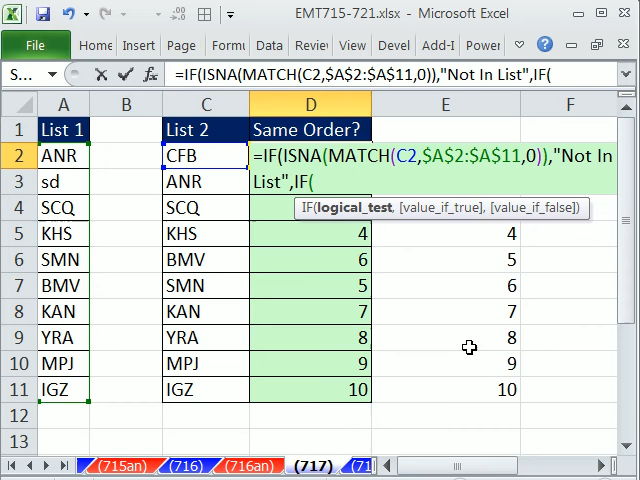 EMT715-721.xlsx - Microsoft Excel
File Home Insert Page Formu Data Review View Devel Add-I Power
S... fx =IF(ISNA(MATCH(C2,$A$2:$A$11,0)),"Not In List",IF(
A B C D E F
1 List 1 List 2 Same Order?
2 ANR CFB =IF(ISNA(MATCH(C2,$A$2:$A$11,0)),"Not In
3 sd ANR List",IF(
4 SCQ SCQ
IF(logical_test, [value_if_true], [value_if_false])
5 KHS KHS 4 4
6 SMN BMV 6 5
7 BMV SMN 5 6
8 KAN KAN 7 7
9 YRA YRA 8 8
10 MPJ MPJ 9 9
11 IGZ IGZ 10 10
12
13
(715an) (716) (716an) (717) (71